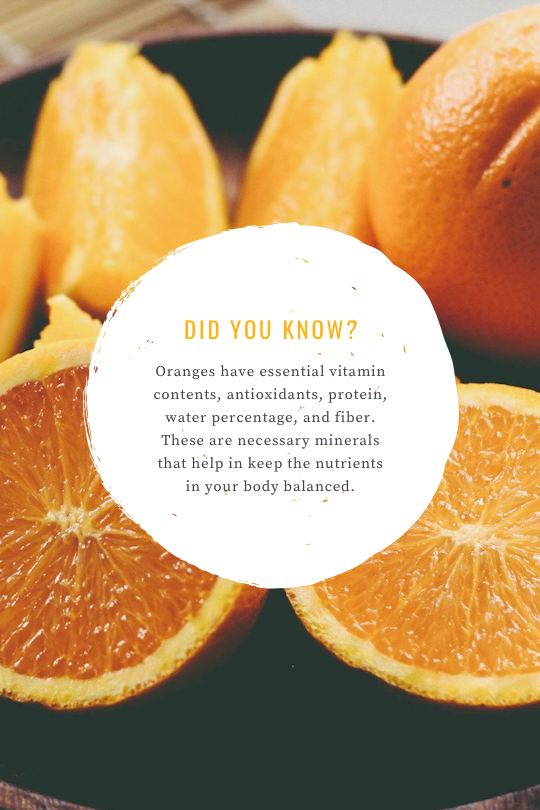 DID YOU KNOW?
Oranges have essential vitamin
contents, antioxidants, protein,
water percentage, and fiber.
These are necessary minerals
that help in keep the nutrients
in your body balanced.